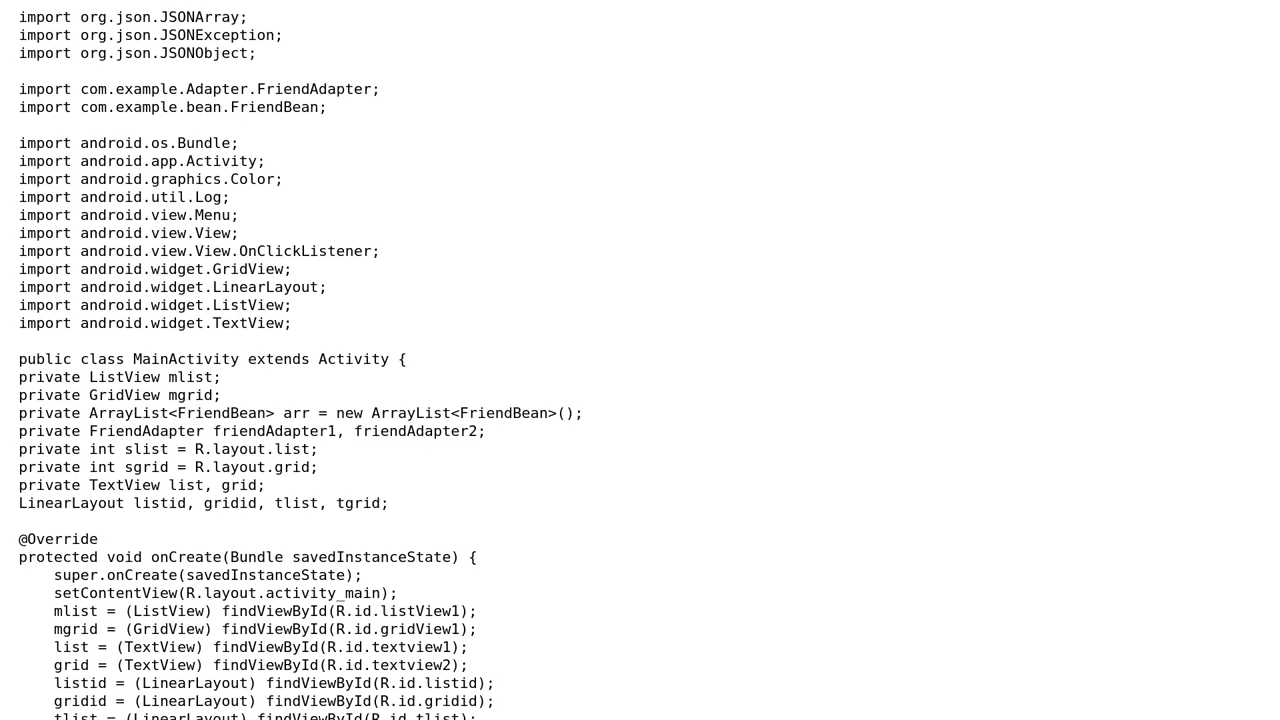 import org.json.JSONArray;
import org.json.JSONException;
import org.json.JSONObject;

import com.example.Adapter.FriendAdapter;
import com.example.bean.FriendBean;

import android.os.Bundle;
import android.app.Activity;
import android.graphics.Color;
import android.util.Log;
import android.view.Menu;
import android.view.View;
import android.view.View.OnClickListener;
import android.widget.GridView;
import android.widget.LinearLayout;
import android.widget.ListView;
import android.widget.TextView;

public class MainActivity extends Activity {
private ListView mlist;
private GridView mgrid;
private ArrayList<FriendBean> arr = new ArrayList<FriendBean>();
private FriendAdapter friendAdapter1, friendAdapter2;
private int slist = R.layout.list;
private int sgrid = R.layout.grid;
private TextView list, grid;
LinearLayout listid, gridid, tlist, tgrid;

@Override
protected void onCreate(Bundle savedInstanceState) {
    super.onCreate(savedInstanceState);
    setContentView(R.layout.activity_main);
    mlist = (ListView) findViewById(R.id.listView1);
    mgrid = (GridView) findViewById(R.id.gridView1);
    list = (TextView) findViewById(R.id.textview1);
    grid = (TextView) findViewById(R.id.textview2);
    listid = (LinearLayout) findViewById(R.id.listid);
    gridid = (LinearLayout) findViewById(R.id.gridid);
    tlist = (LinearLayout) findViewById(R.id.tlist);